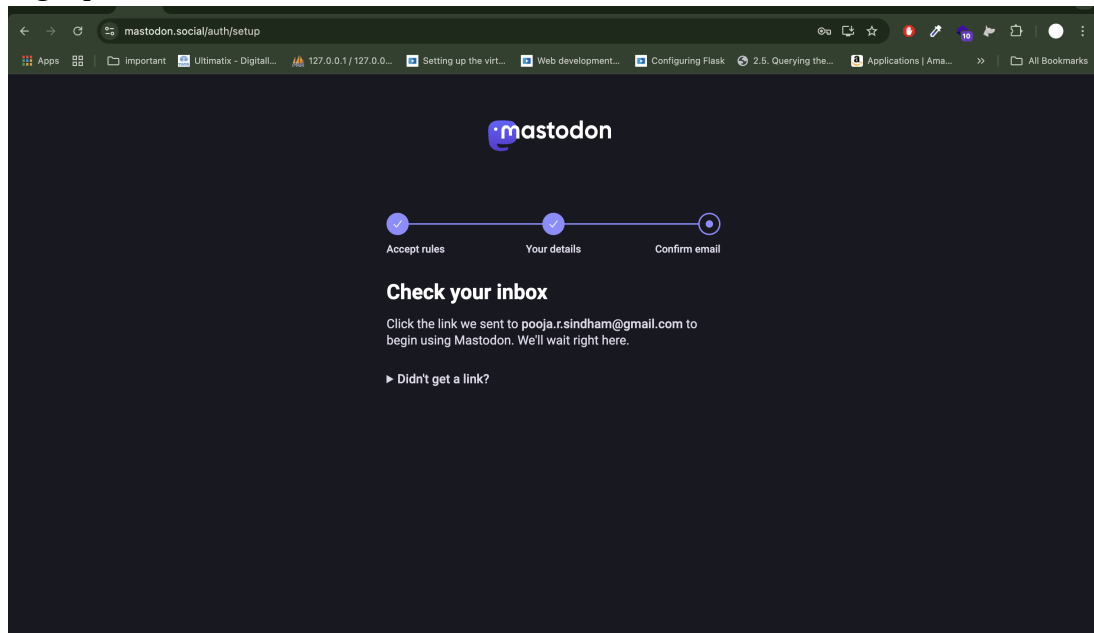 mastodon.social/auth/setup
10
Apps important Ultimatix - Digitall... 127.0.0.1 / 127.0.0... Setting up the virt... Web development... Configuring Flask 2.5. Querying the... Applications | Ama... » All Bookmarks
mastodon
Accept rules Your details Confirm email
Check your inbox
Click the link we sent to pooja.r.sindham@gmail.com to
begin using Mastodon. We'll wait right here.
Didn't get a link?